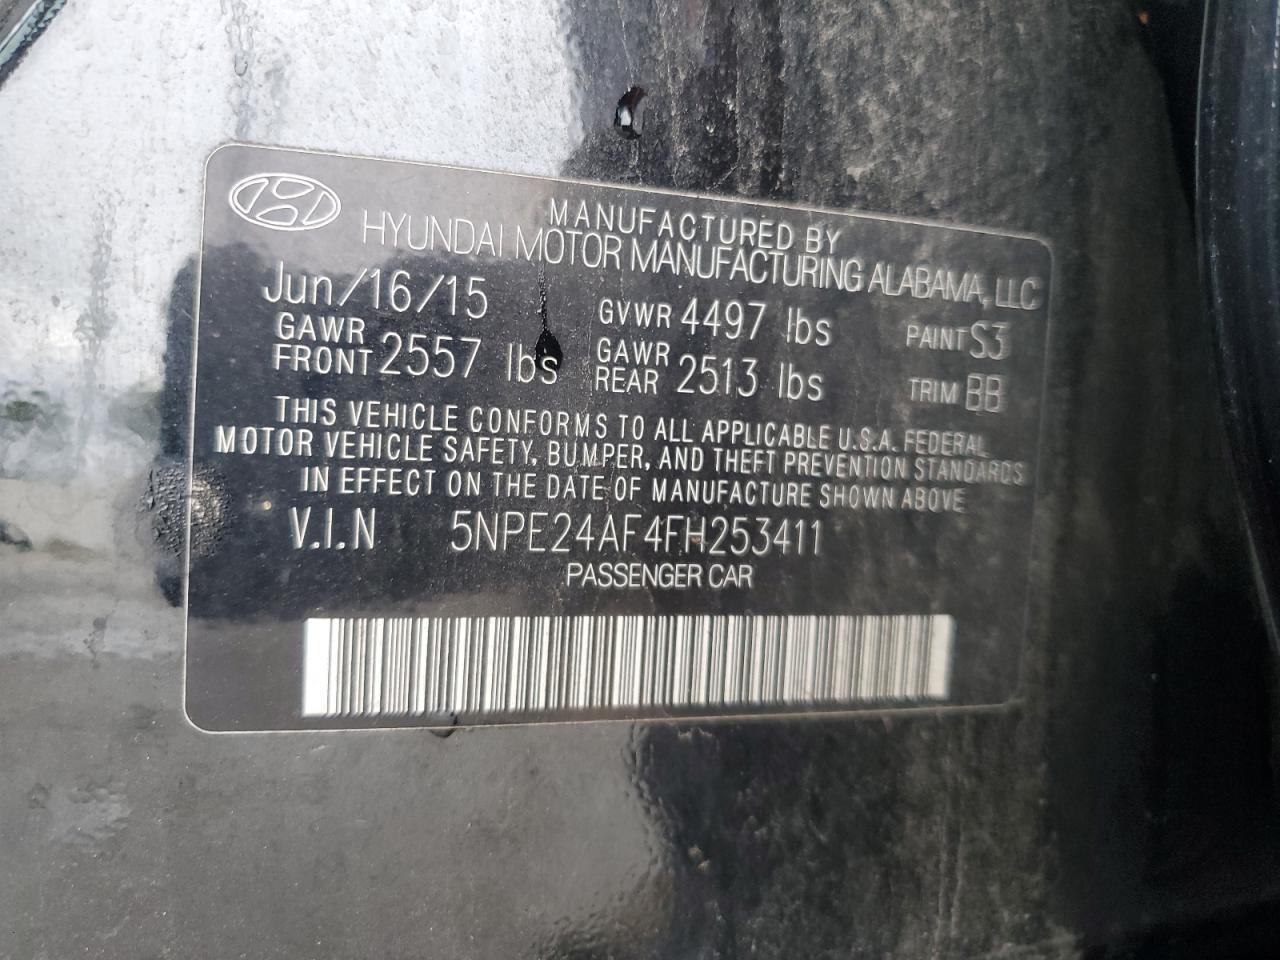 MANUFACTURED BY
HYUNDAI MOTOR MANUFACTURING ALABAMA, LLC
Jun/16/15 GVWR 4497 lbs PAINT S3
GAWR FRONT 2557 lbs GAWR REAR 2513 lbs TRIM BB
THIS VEHICLE CONFORMS TO ALL APPLICABLE U.S.A. FEDERAL
MOTOR VEHICLE SAFETY, BUMPER, AND THEFT PREVENTION STANDARDS
IN EFFECT ON THE DATE OF MANUFACTURE SHOWN ABOVE
V.I.N 5NPE24AF4FH253411
PASSENGER CAR